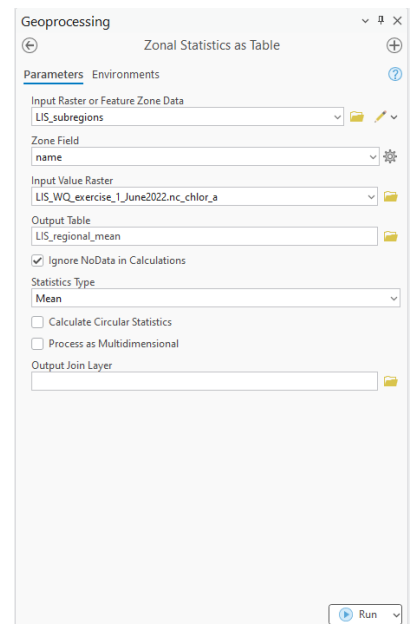 Geoprocessing
Zonal Statistics as Table
Parameters Environments
Input Raster or Feature Zone Data
LIS_subregions
Zone Field
name
Input Value Raster
LIS_WQ_exercise_1_June2022.nc_chlor_a
Output Table
LIS_regional_mean
Ignore NoData in Calculations
Statistics Type
Mean
Calculate Circular Statistics
Process as Multidimensional
Output Join Layer
Run